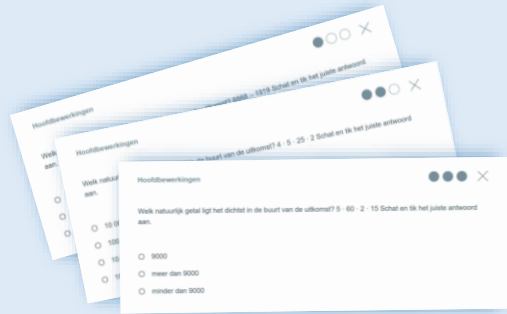 Hoofdbewerkingen
1819 Schat en tik het juiste antwoord
aan.
Hoofdbewerkingen
Welk de buurt van de uitkomst? 4 · 5 · 25 · 2 Schat en tik het juiste antwoord
aan.
Hoofdbewerkingen
Welk natuurlijk getal ligt het dichtst in de buurt van de uitkomst? 5 · 60 · 2 · 15 Schat en tik het juiste antwoord
aan.
9000
meer dan 9000
minder dan 9000